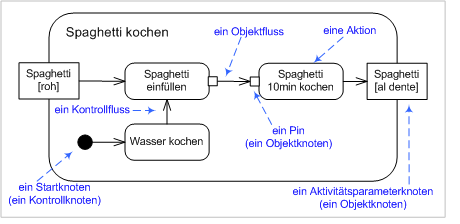 Spaghetti kochen
ein Objektfluss
eine Aktion
Spaghetti
[roh]
Spaghetti
einfüllen
Spaghetti
10min kochen
Spaghetti
[al dente]
ein Kontrollfluss
Wasser kochen
ein Pin
(ein Objektknoten)
ein Startknoten
(ein Kontrollknoten)
ein Aktivitätsparameterknoten
(ein Objektknoten)